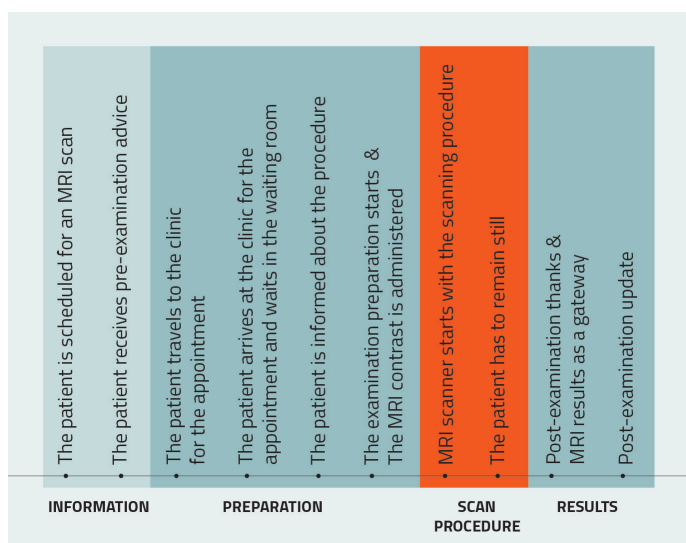 The patient is scheduled for an MRI scan
The patient receives pre-examination advice
The patient travels to the clinic
for the appointment
The patient arrives at the clinic for the
appointment and waits in the waiting room
The patient is informed about the procedure
The examination preparation starts &
The MRI contrast is administered
MRI scanner starts with the scanning procedure
The patient has to remain still
Post-examination thanks &
MRI results as a gateway
Post-examination update
INFORMATION
PREPARATION
SCAN
PROCEDURE
RESULTS